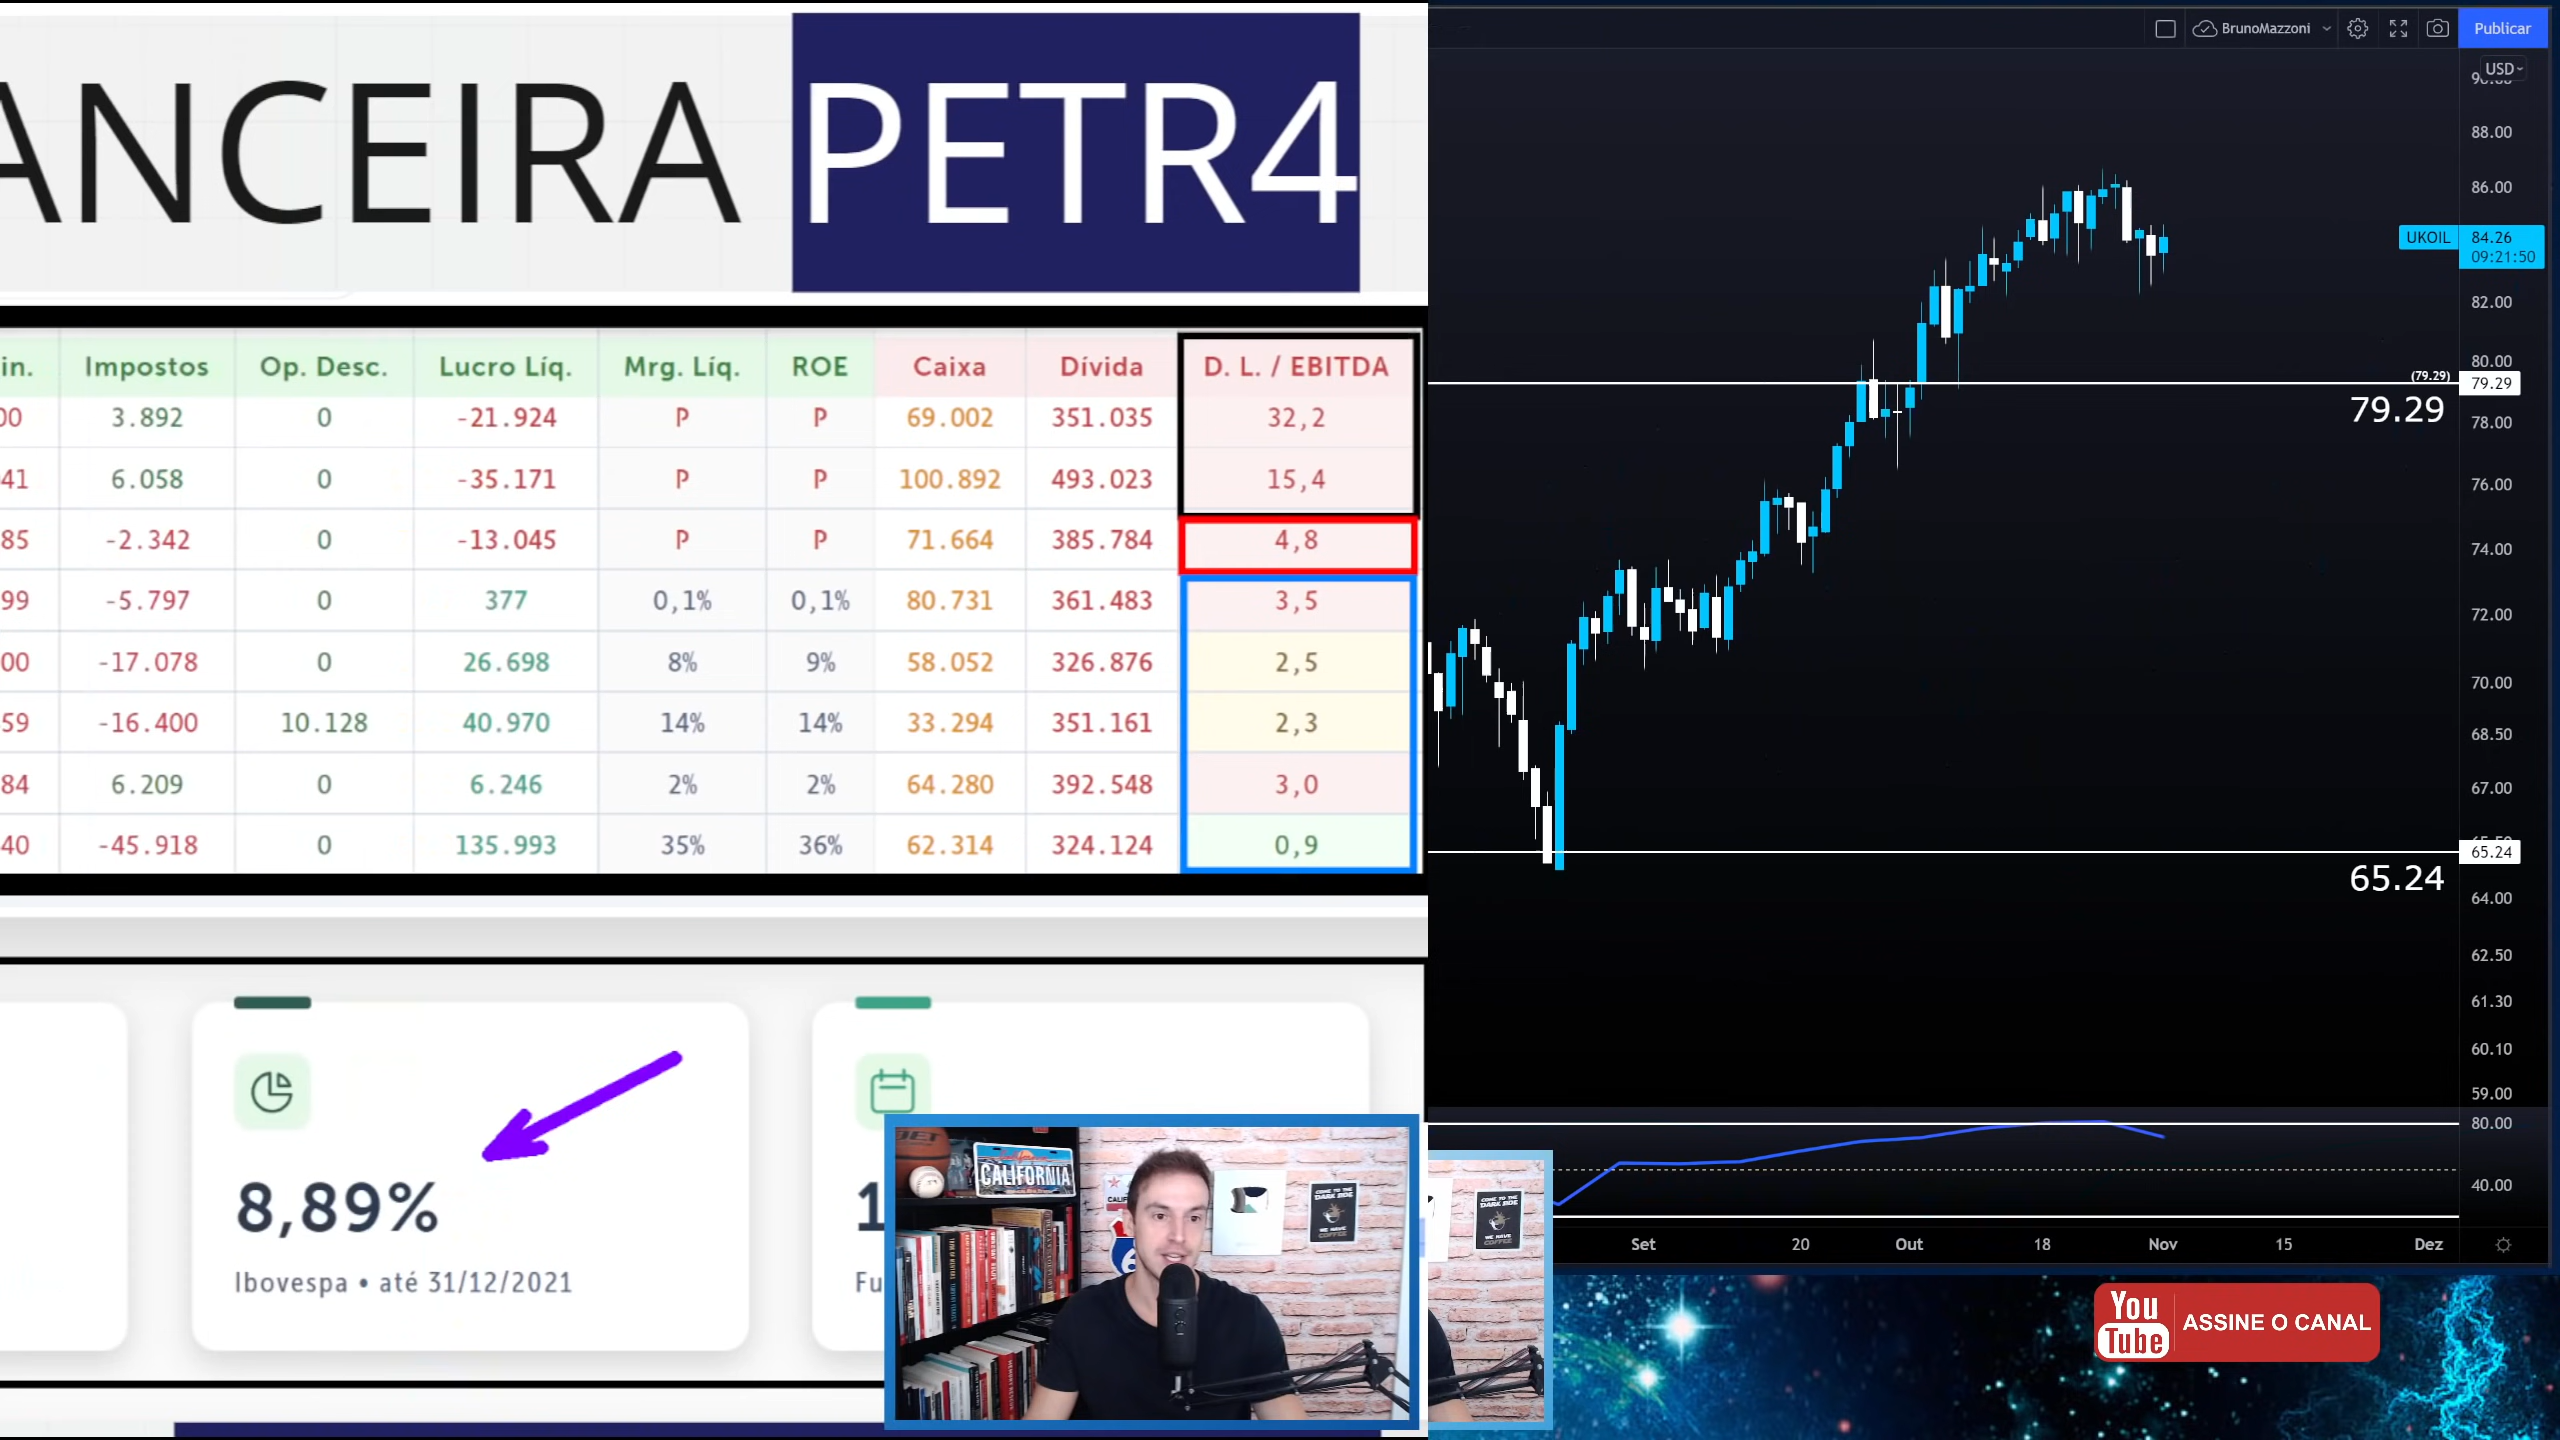 ANCEIRA PETR4
in. Impostos Op. Desc. Lucro Líq. Mrg. Líq. ROE Caixa Dívida D. L. / EBITDA
00 3.892 0 -21.924 P P 69.002 351.035 32,2
41 6.058 0 -35.171 P P 100.892 493.023 15,4
85 -2.342 0 -13.045 P P 71.664 385.784 4,8
99 -5.797 0 377 0,1% 0,1% 80.731 361.483 3,5
00 -17.078 0 26.698 8% 9% 58.052 326.876 2,5
59 -16.400 10.128 40.970 14% 14% 33.294 351.161 2,3
84 6.209 0 6.246 2% 2% 64.280 392.548 3,0
40 -45.918 0 135.993 35% 36% 62.314 324.124 0,9
8,89%
Ibovespa • até 31/12/2021
1
Fu
CALIFORNIA
COME TO THE
DARK SIDE
WE HAVE
COFFEE
BrunoMazzoni
Publicar
USD
88.00
86.00
UKOIL 84.26
09:21:50
82.00
80.00
(79.29) 79.29
79.29
78.00
76.00
74.00
72.00
70.00
68.50
67.00
65.24
65.24
64.00
62.50
61.30
60.10
59.00
80.00
40.00
Set 20 Out 18 Nov 15 Dez
You
Tube
ASSINE O CANAL